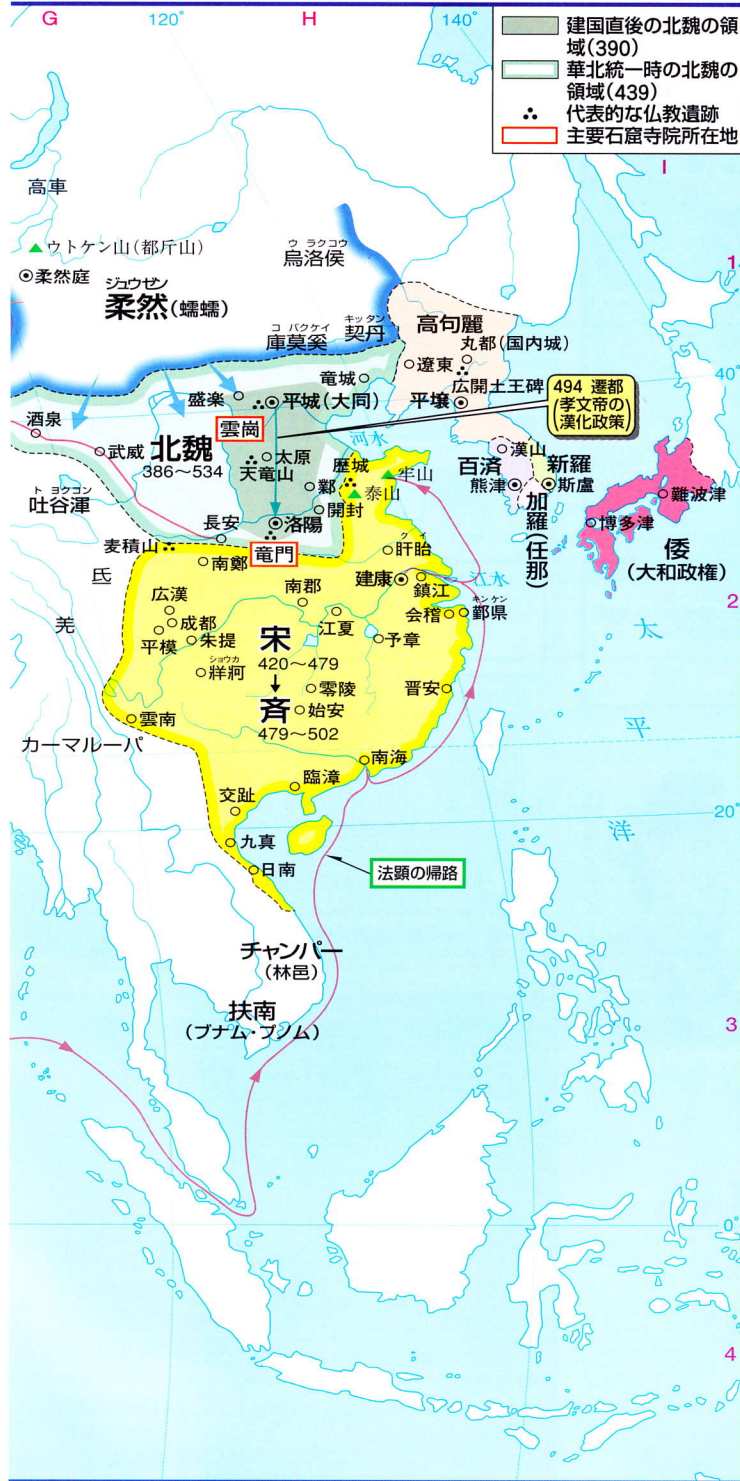 G
120°
H
140°
建国直後の北魏の領
域(390)
華北統一時の北魏の
領域(439)
代表的な仏教遺跡
主要石窟寺院所在地
I
高車
ウトケン山(都斤山)
柔然庭
ジュウゼン
柔然(蠕蠕)
ウ ラクコウ
烏洛侯
1
コ バクケイ
庫莫奚
キッタン
契丹
高句麗
丸都(国内城)
遼東
広開土王碑
平壌
竜城
盛楽
平城(大同)
494 遷都
(孝文帝の
漢化政策)
40°
酒泉
武威
北魏
386~534
雲崗
太原
天竜山
河水
歴城
牢山
泰山
鄴
開封
漢山
百済
熊津
新羅
斯盧
加羅(任那)
難波津
博多津
倭
(大和政権)
ト ヨクコン
吐谷渾
長安
洛陽
竜門
麦積山
氐
羌
南鄭
クイ
盱眙
建康
鎮江
江水
2
広漢
成都
平模
朱提
南郡
江夏
会稽
キンケン
鄞県
予章
ショウカ
牂牁
宋
420~479
↓
斉
479~502
零陵
始安
晋安
雲南
太平洋
カーマルーパ
南海
臨漳
交趾
20°
九真
日南
法顕の帰路
チャンパー
(林邑)
扶南
(ブナム・プノム)
3
0°
4